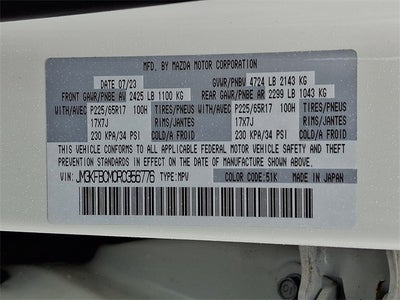 MFD. BY MAZDA MOTOR CORPORATION
07/23 GVWR/PNBV 4724 LB 2143 KG
FRONT GAWR/PNBE AV 2425 LB 1100 KG REAR GAWR/PNBE AR 2299 LB 1043 KG
WITH/AVEC P225/65R17 100H TIRES/PNEUS WITH/AVEC P225/65R17 100H TIRES/PNEUS
17X7J RIMS/JANTES 17X7J RIMS/JANTES
230 KPA/34 PSI COLD/A FROID 230 KPA/34 PSI COLD/A FROID
THIS VEHICLE CONFORMS TO ALL APPLICABLE FEDERAL MOTOR VEHICLE SAFETY AND THEFT
PREVENTION STANDARDS IN EFFECT ON THE DATE OF MANUFACTURE SHOWN ABOVE.
VIN: JM3KFBCM0P0356776 TYPE:MPV COLOR CODE:51K MADE IN JAPAN